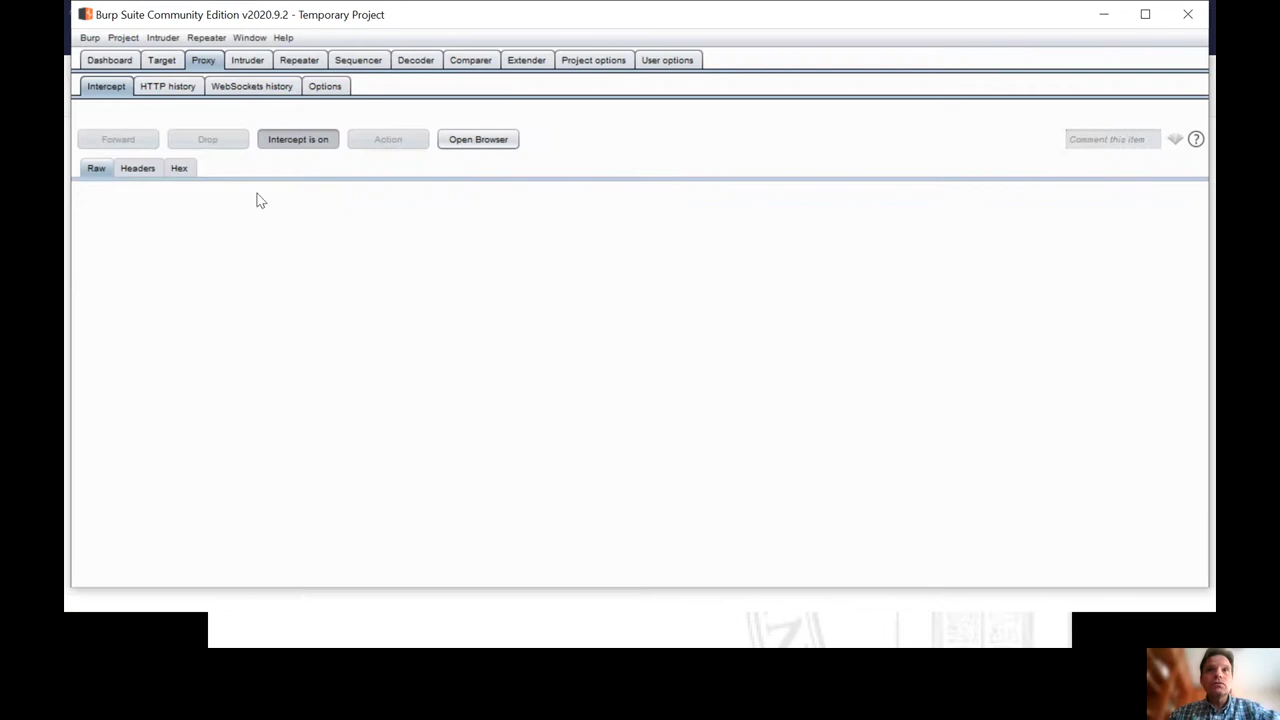 Burp Suite Community Edition v2020.9.2 - Temporary Project
Burp Project Intruder Repeater Window Help
Dashboard Target Proxy Intruder Repeater Sequencer Decoder Comparer Extender Project options User options
Intercept HTTP history WebSockets history Options
Forward Drop Intercept is on Action Open Browser Comment this item ?
Raw Headers Hex